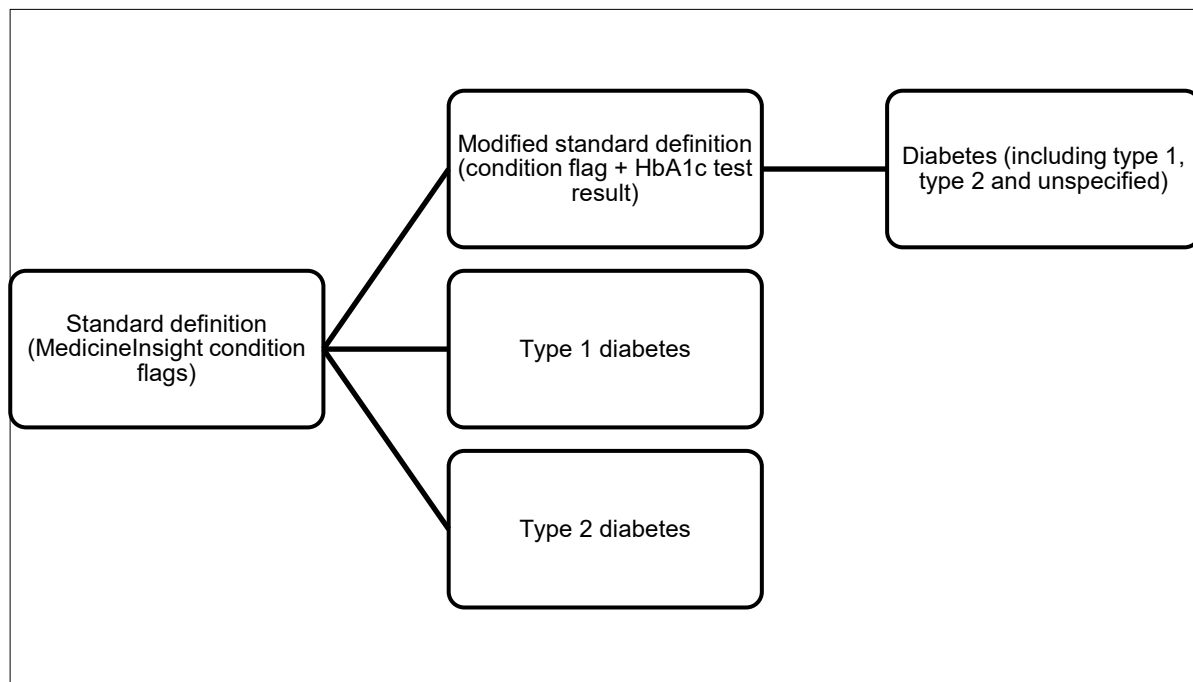 Standard definition
(MedicineInsight condition
flags)
Modified standard definition
(condition flag + HbA1c test
result)
Diabetes (including type 1,
type 2 and unspecified)
Type 1 diabetes
Type 2 diabetes